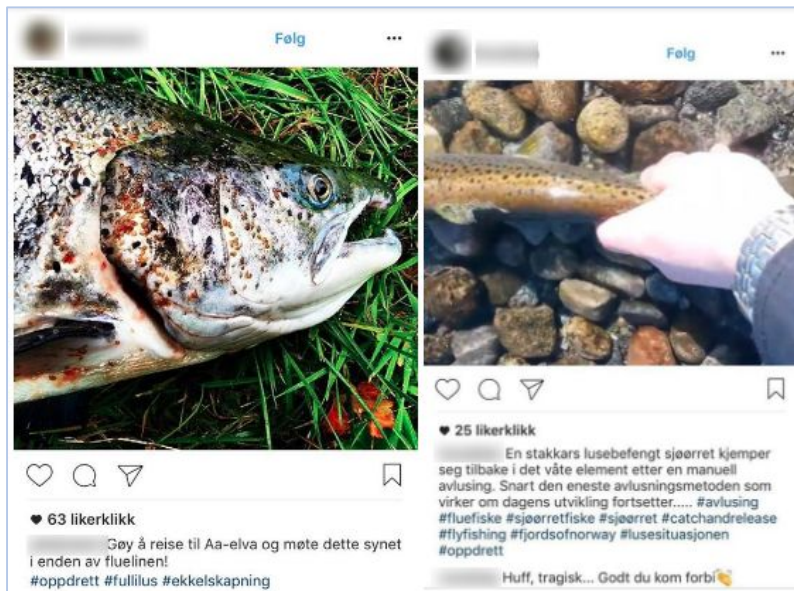 Følg
63 likerklikk
Gøy å reise til Aa-elva og møte dette synet
i enden av fluelinen!
#oppdrett #fullilus #ekkelskapning
Følg
25 likerklikk
En stakkars lusebefengt sjøørret kjemper
seg tilbake i det våte element etter en manuell
avlusing. Snart den eneste avlusningsmetoden som
virker om dagens utvikling fortsetter..... #avlusing
#fluefiske #sjøørretfiske #sjøørret #catchandrelease
#flyfishing #fjordsofnorway #lusesituasjonen
#oppdrett
Huff, tragisk... Godt du kom forbi👏